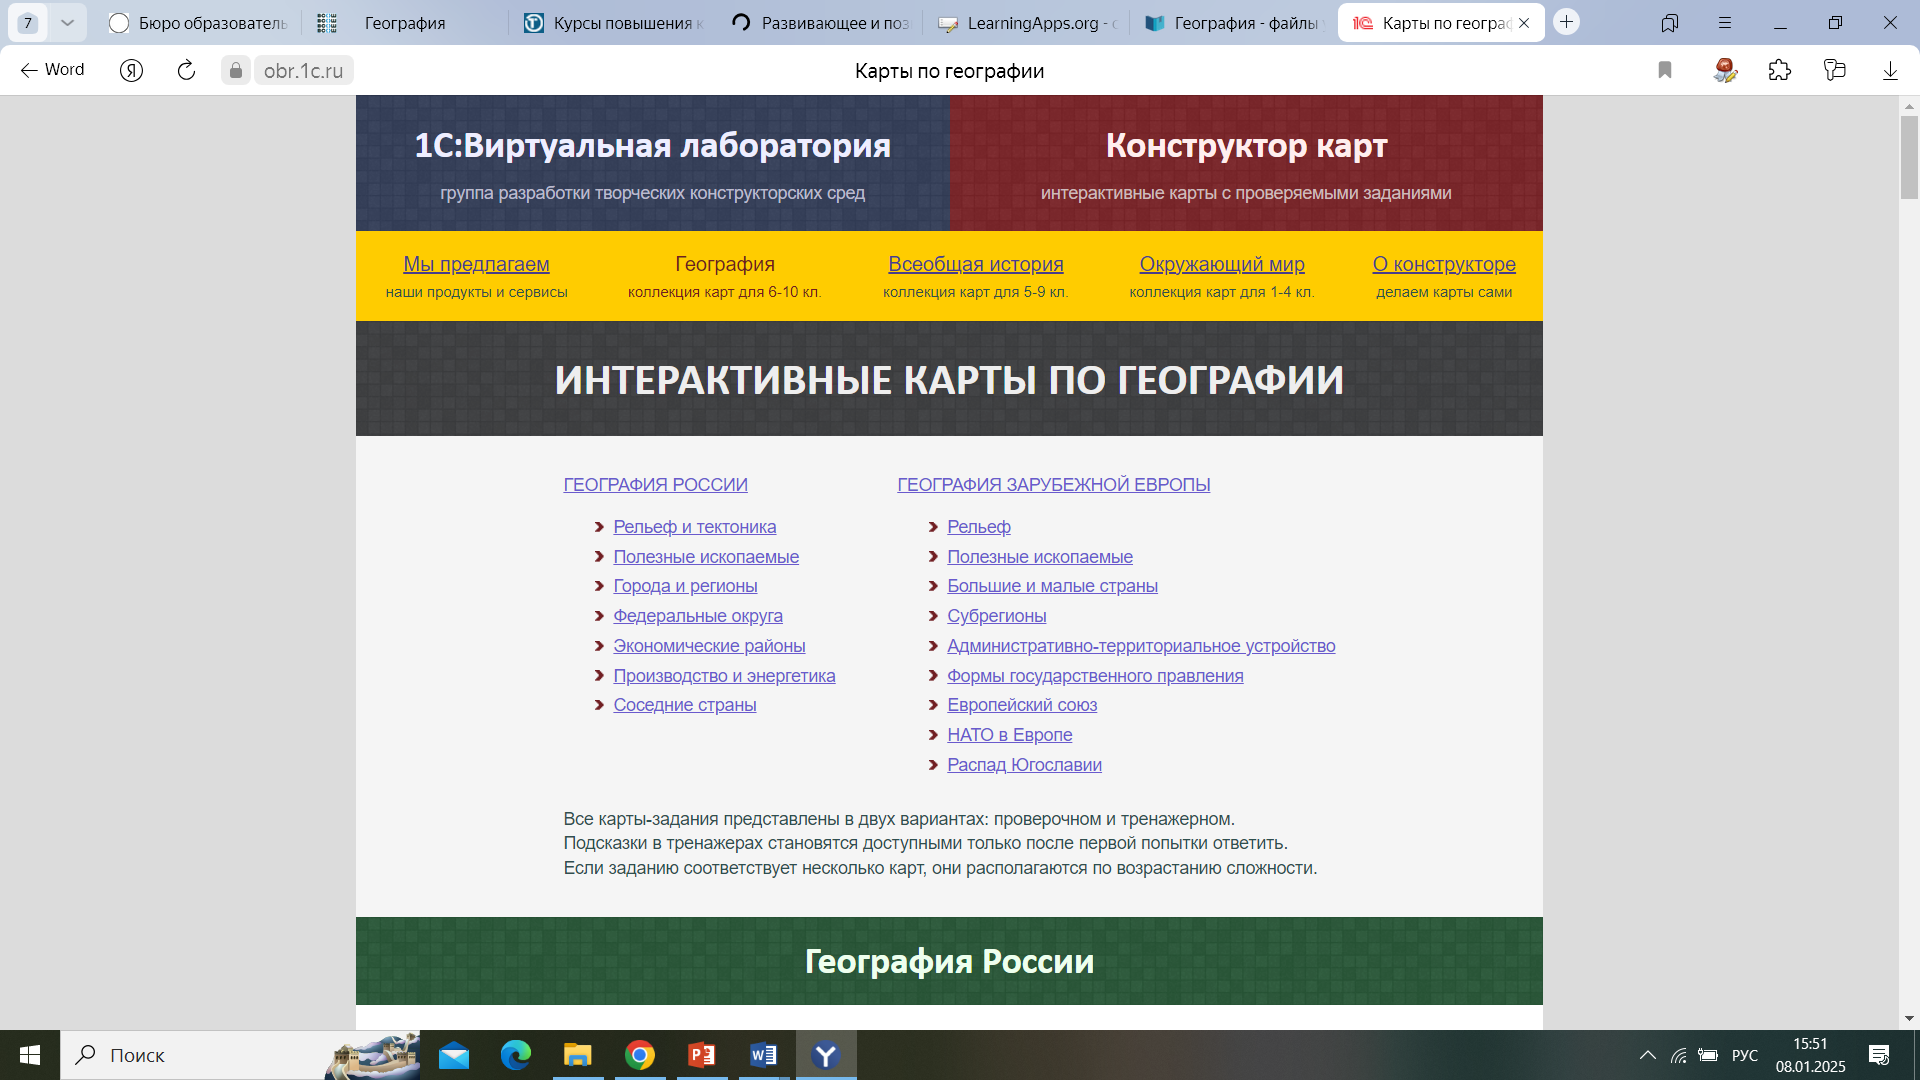 7
Бюро образователь
География
Курсы повышения к
Развивающее и поз
LearningApps.org - с
География - файлы
Карты по географ
Word
obr.1c.ru
Карты по географии
1С:Виртуальная лаборатория
группа разработки творческих конструкторских сред
Конструктор карт
интерактивные карты с проверяемыми заданиями
Мы предлагаем
наши продукты и сервисы
География
коллекция карт для 6-10 кл.
Всеобщая история
коллекция карт для 5-9 кл.
Окружающий мир
коллекция карт для 1-4 кл.
О конструкторе
делаем карты сами
ИНТЕРАКТИВНЫЕ КАРТЫ ПО ГЕОГРАФИИ
ГЕОГРАФИЯ РОССИИ
Рельеф и тектоника
Полезные ископаемые
Города и регионы
Федеральные округа
Экономические районы
Производство и энергетика
Соседние страны
ГЕОГРАФИЯ ЗАРУБЕЖНОЙ ЕВРОПЫ
Рельеф
Полезные ископаемые
Большие и малые страны
Субрегионы
Административно-территориальное устройство
Формы государственного правления
Европейский союз
НАТО в Европе
Распад Югославии
Все карты-задания представлены в двух вариантах: проверочном и тренажерном.
Подсказки в тренажерах становятся доступными только после первой попытки ответить.
Если заданию соответствует несколько карт, они располагаются по возрастанию сложности.
География России
Поиск
РУС
15:51
08.01.2025